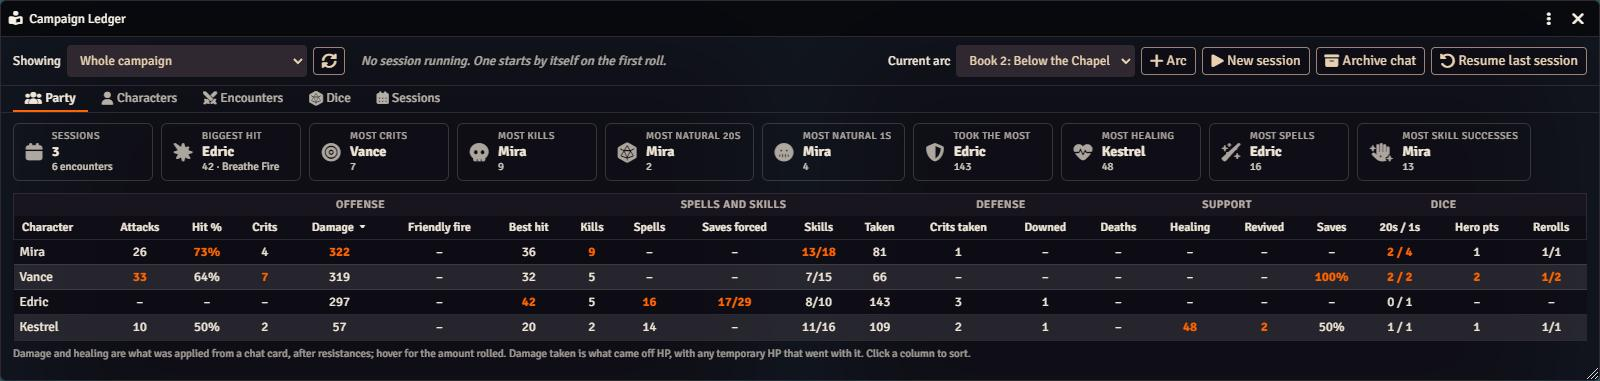 Campaign Ledger
Showing Whole campaign No session running. One starts by itself on the first roll. Current arc Book 2: Below the Chapel + Arc New session Archive chat Resume last session
Party Characters Encounters Dice Sessions
SESSIONS
3
6 encounters
BIGGEST HIT
Edric
42 · Breathe Fire
MOST CRITS
Vance
7
MOST KILLS
Mira
9
MOST NATURAL 20S
Mira
2
MOST NATURAL 1S
Mira
4
TOOK THE MOST
Edric
143
MOST HEALING
Kestrel
48
MOST SPELLS
Edric
16
MOST SKILL SUCCESSES
Mira
13
OFFENSE SPELLS AND SKILLS DEFENSE SUPPORT DICE
Character Attacks Hit % Crits Damage Friendly fire Best hit Kills Spells Saves forced Skills Taken Crits taken Downed Deaths Healing Revived Saves 20s / 1s Hero pts Rerolls
Mira 26 73% 4 322 – 36 9 – – 13/18 81 1 – – – – – 2 / 4 1 1/1
Vance 33 64% 7 319 – 32 5 – – 7/15 66 – – – – – 100% 2 / 2 2 1/2
Edric – – – 297 – 42 5 16 17/29 8/10 143 3 1 – – – – 0 / 1 – –
Kestrel 10 50% 2 57 – 20 2 14 – 11/16 109 2 1 – 48 2 50% 1 / 1 1 1/1
Damage and healing are what was applied from a chat card, after resistances; hover for the amount rolled. Damage taken is what came off HP, with any temporary HP that went with it. Click a column to sort.